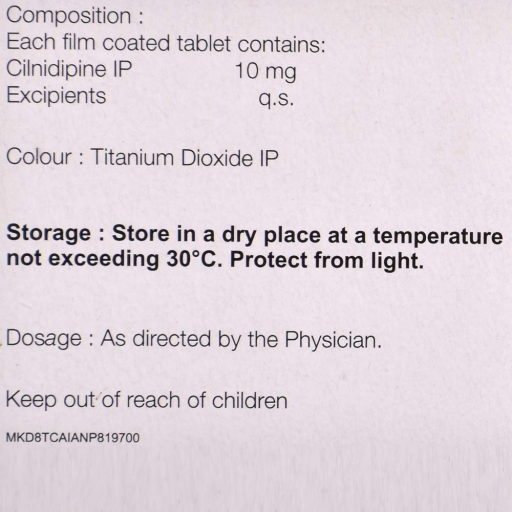 Composition :
Each film coated tablet contains:
Cilnidipine IP 10 mg
Excipients q.s.
Colour : Titanium Dioxide IP
Storage : Store in a dry place at a temperature
not exceeding 30°C. Protect from light.
Dosage : As directed by the Physician.
Keep out of reach of children
MKD8TCAIANP819700